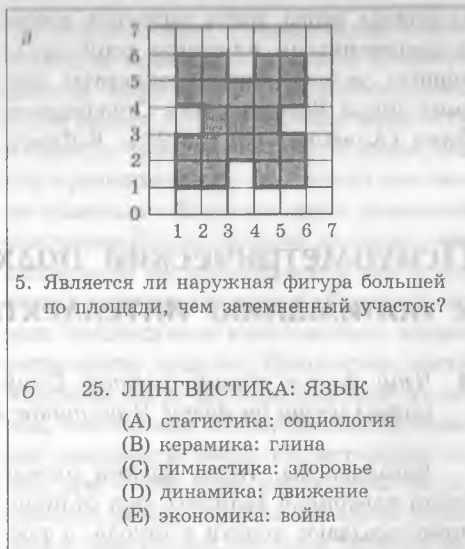 а
7
6
5
4
3
2
1
0
1 2 3 4 5 6 7
5. Является ли наружная фигура большей
по площади, чем затемненный участок?
б 25. ЛИНГВИСТИКА: ЯЗЫК
(А) статистика: социология
(В) керамика: глина
(С) гимнастика: здоровье
(D) динамика: движение
(Е) экономика: война